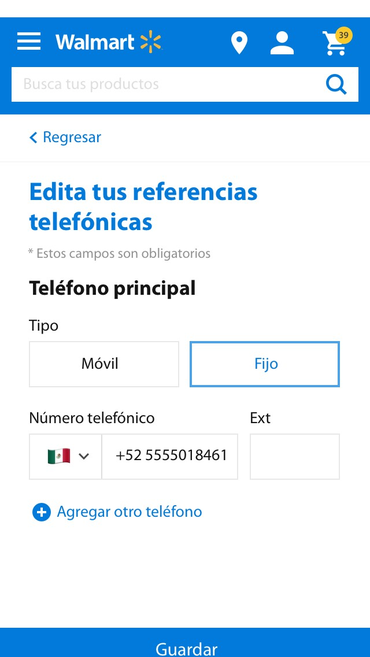 Walmart
39
Busca tus productos
Regresar
Edita tus referencias
telefónicas
* Estos campos son obligatorios
Teléfono principal
Tipo
Móvil
Fijo
Número telefónico
Ext
+52 5555018461
Agregar otro teléfono
Guardar